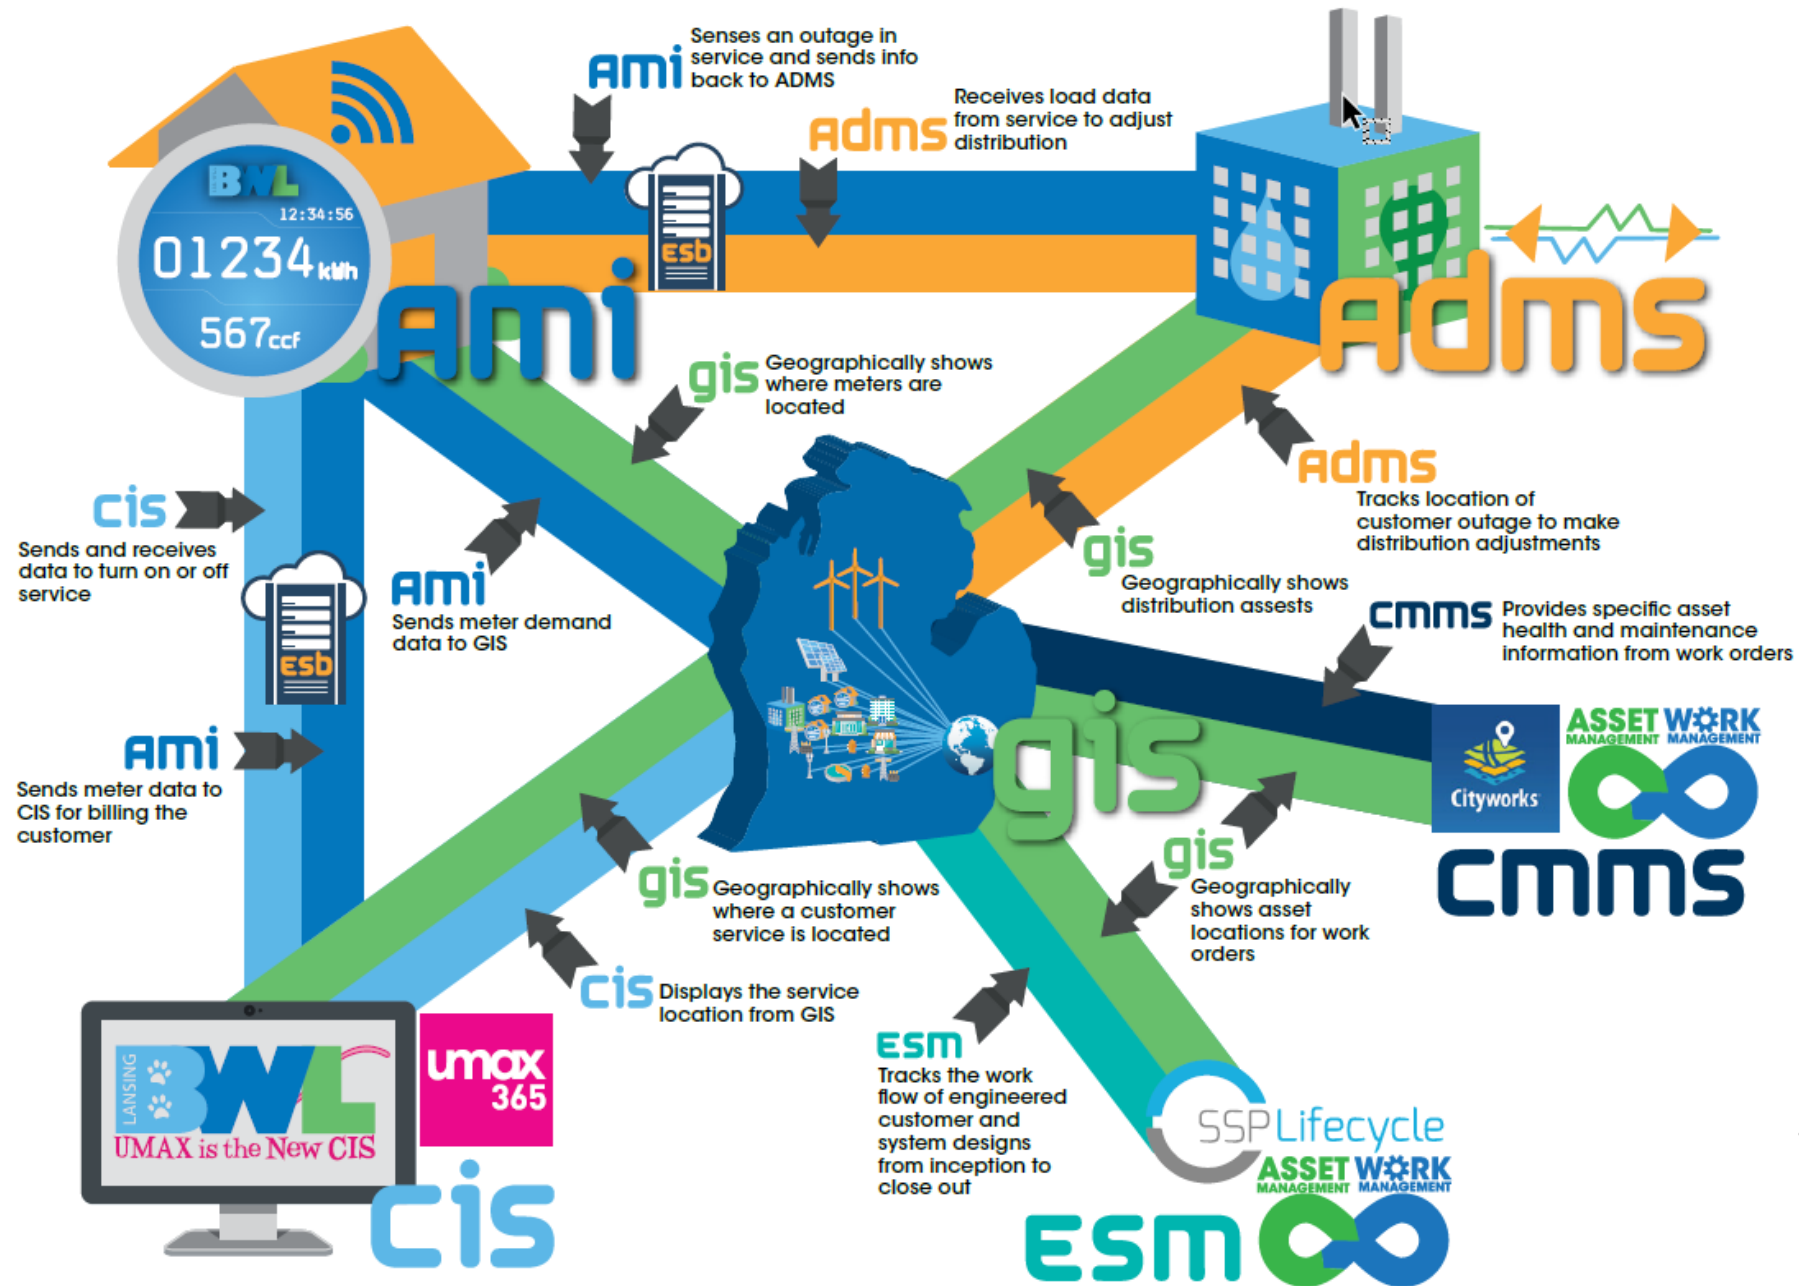 AMI
Senses an outage in
service and sends info
back to ADMS
ADMS
Receives load data
from service to adjust
distribution
BWL
12:34:56
01234 kWh
567 ccf
esb
AMI
ADMS
gis
Geographically shows
where meters are
located
ADMS
Tracks location of
customer outage to make
distribution adjustments
cis
Sends and receives
data to turn on or off
service
AMI
Sends meter demand
data to GIS
gis
Geographically shows
distribution assests
cmms
Provides specific asset
health and maintenance
information from work orders
esb
AMI
Sends meter data to
CIS for billing the
customer
gis
Cityworks
ASSET WORK
MANAGEMENT MANAGEMENT
cmms
gis
Geographically shows
where a customer
service is located
gis
Geographically
shows asset
locations for work
orders
cis
Displays the service
location from GIS
ESM
Tracks the work
flow of engineered
customer and
system designs
from inception to
close out
LANSING
BWL
UMAX is the New CIS
umax
365
cis
SSP Lifecycle
ASSET WORK
MANAGEMENT MANAGEMENT
ESM